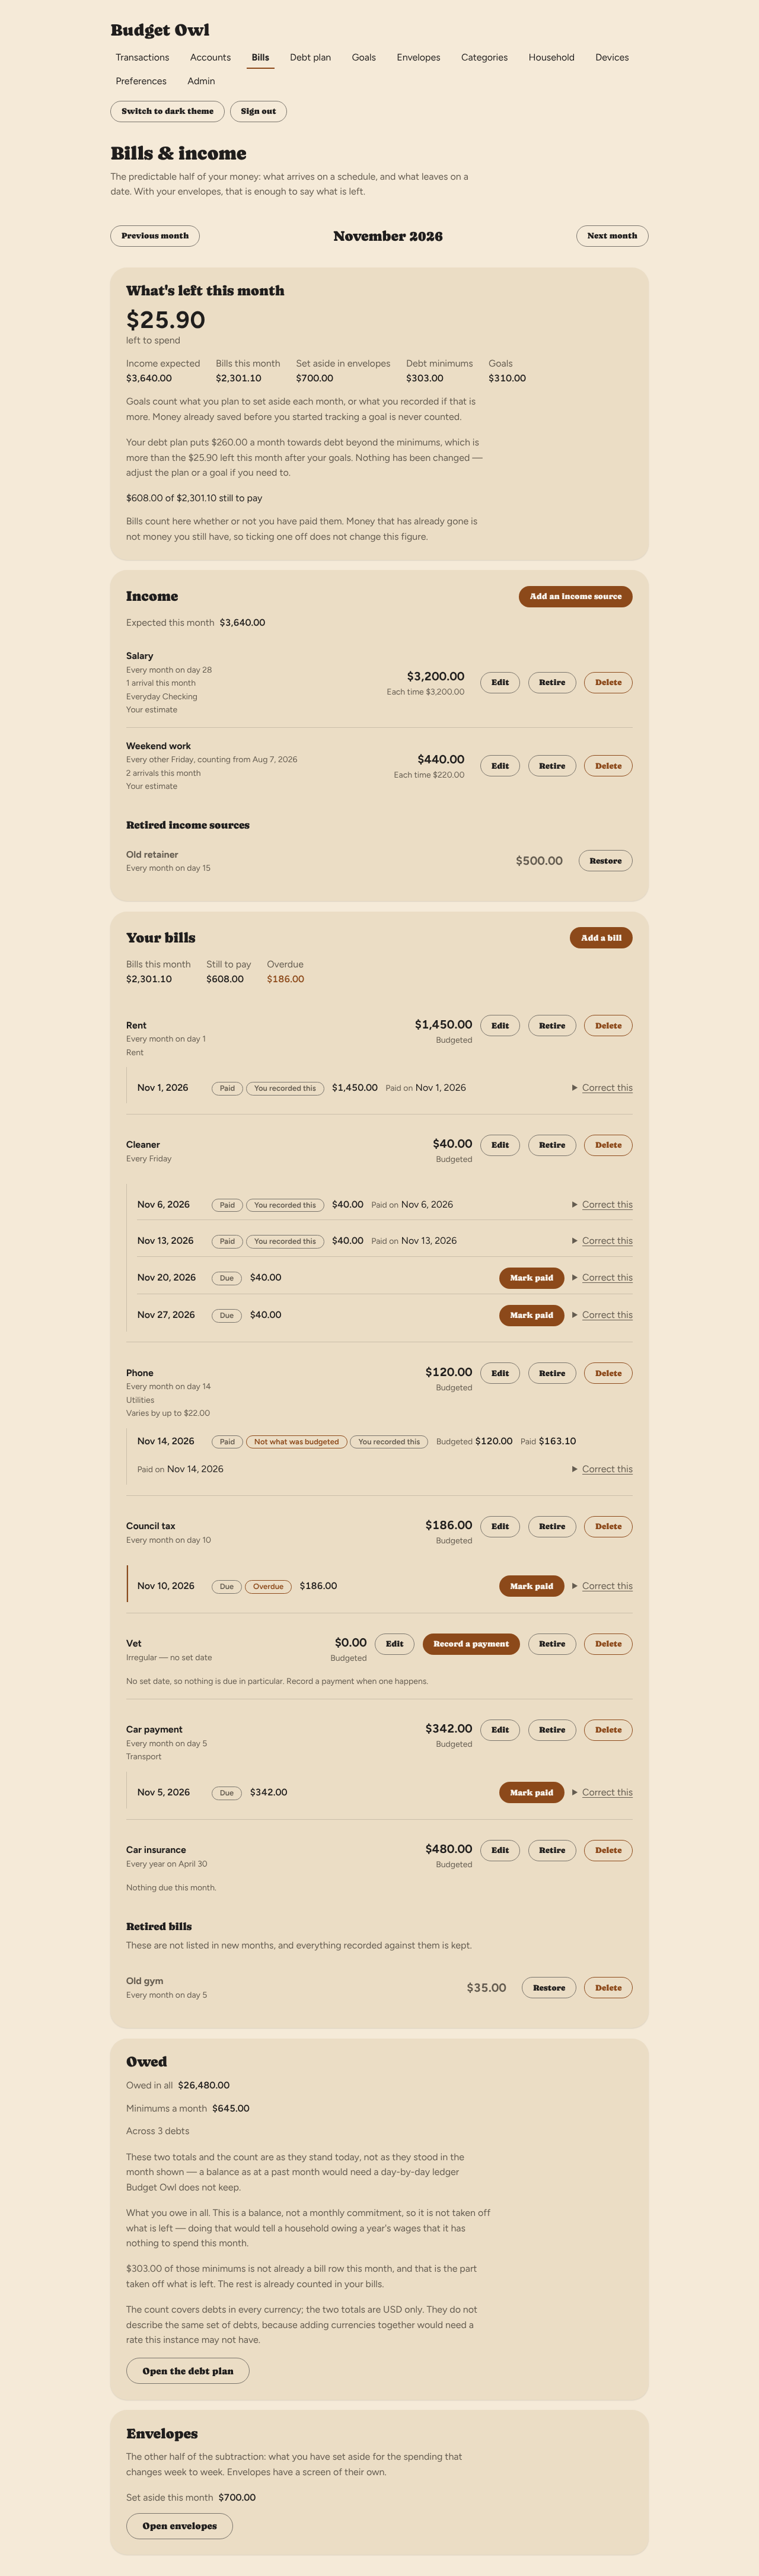 Budget Owl
Transactions Accounts Bills Debt plan Goals Envelopes Categories Household Devices
Preferences Admin
Switch to dark theme Sign out
Bills & income
The predictable half of your money: what arrives on a schedule, and what leaves on a
date. With your envelopes, that is enough to say what is left.
Previous month November 2026 Next month
What's left this month
$25.90
left to spend
Income expected Bills this month Set aside in envelopes Debt minimums Goals
$3,640.00 $2,301.10 $700.00 $303.00 $310.00
Goals count what you plan to set aside each month, or what you recorded if that is
more. Money already saved before you started tracking a goal is never counted.
Your debt plan puts $260.00 a month towards debt beyond the minimums, which is
more than the $25.90 left this month after your goals. Nothing has been changed —
adjust the plan or a goal if you need to.
$608.00 of $2,301.10 still to pay
Bills count here whether or not you have paid them. Money that has already gone is
not money you still have, so ticking one off does not change this figure.
Income Add an income source
Expected this month $3,640.00
Salary
Every month on day 28
1 arrival this month
Everyday Checking
Your estimate
$3,200.00
Each time $3,200.00
Edit Retire Delete
Weekend work
Every other Friday, counting from Aug 7, 2026
2 arrivals this month
Your estimate
$440.00
Each time $220.00
Edit Retire Delete
Retired income sources
Old retainer
Every month on day 15
$500.00 Restore
Your bills Add a bill
Bills this month Still to pay Overdue
$2,301.10 $608.00 $186.00
Rent
Every month on day 1
Rent
$1,450.00
Budgeted
Edit Retire Delete
Nov 1, 2026 Paid You recorded this $1,450.00 Paid on Nov 1, 2026 Correct this
Cleaner
Every Friday
$40.00
Budgeted
Edit Retire Delete
Nov 6, 2026 Paid You recorded this $40.00 Paid on Nov 6, 2026 Correct this
Nov 13, 2026 Paid You recorded this $40.00 Paid on Nov 13, 2026 Correct this
Nov 20, 2026 Due $40.00 Mark paid Correct this
Nov 27, 2026 Due $40.00 Mark paid Correct this
Phone
Every month on day 14
Utilities
Varies by up to $22.00
$120.00
Budgeted
Edit Retire Delete
Nov 14, 2026 Paid Not what was budgeted You recorded this Budgeted $120.00 Paid $163.10
Paid on Nov 14, 2026 Correct this
Council tax
Every month on day 10
$186.00
Budgeted
Edit Retire Delete
Nov 10, 2026 Due Overdue $186.00 Mark paid Correct this
Vet
Irregular — no set date
$0.00
Budgeted
Edit Record a payment Retire Delete
No set date, so nothing is due in particular. Record a payment when one happens.
Car payment
Every month on day 5
Transport
$342.00
Budgeted
Edit Retire Delete
Nov 5, 2026 Due $342.00 Mark paid Correct this
Car insurance
Every year on April 30
$480.00
Budgeted
Edit Retire Delete
Nothing due this month.
Retired bills
These are not listed in new months, and everything recorded against them is kept.
Old gym
Every month on day 5
$35.00 Restore Delete
Owed
Owed in all $26,480.00
Minimums a month $645.00
Across 3 debts
These two totals and the count are as they stand today, not as they stood in the
month shown — a balance as at a past month would need a day-by-day ledger
Budget Owl does not keep.
What you owe in all. This is a balance, not a monthly commitment, so it is not taken off
what is left — doing that would tell a household owing a year's wages that it has
nothing to spend this month.
$303.00 of those minimums is not already a bill row this month, and that is the part
taken off what is left. The rest is already counted in your bills.
The count covers debts in every currency; the two totals are USD only. They do not
describe the same set of debts, because adding currencies together would need a
rate this instance may not have.
Open the debt plan
Envelopes
The other half of the subtraction: what you have set aside for the spending that
changes week to week. Envelopes have a screen of their own.
Set aside this month $700.00
Open envelopes